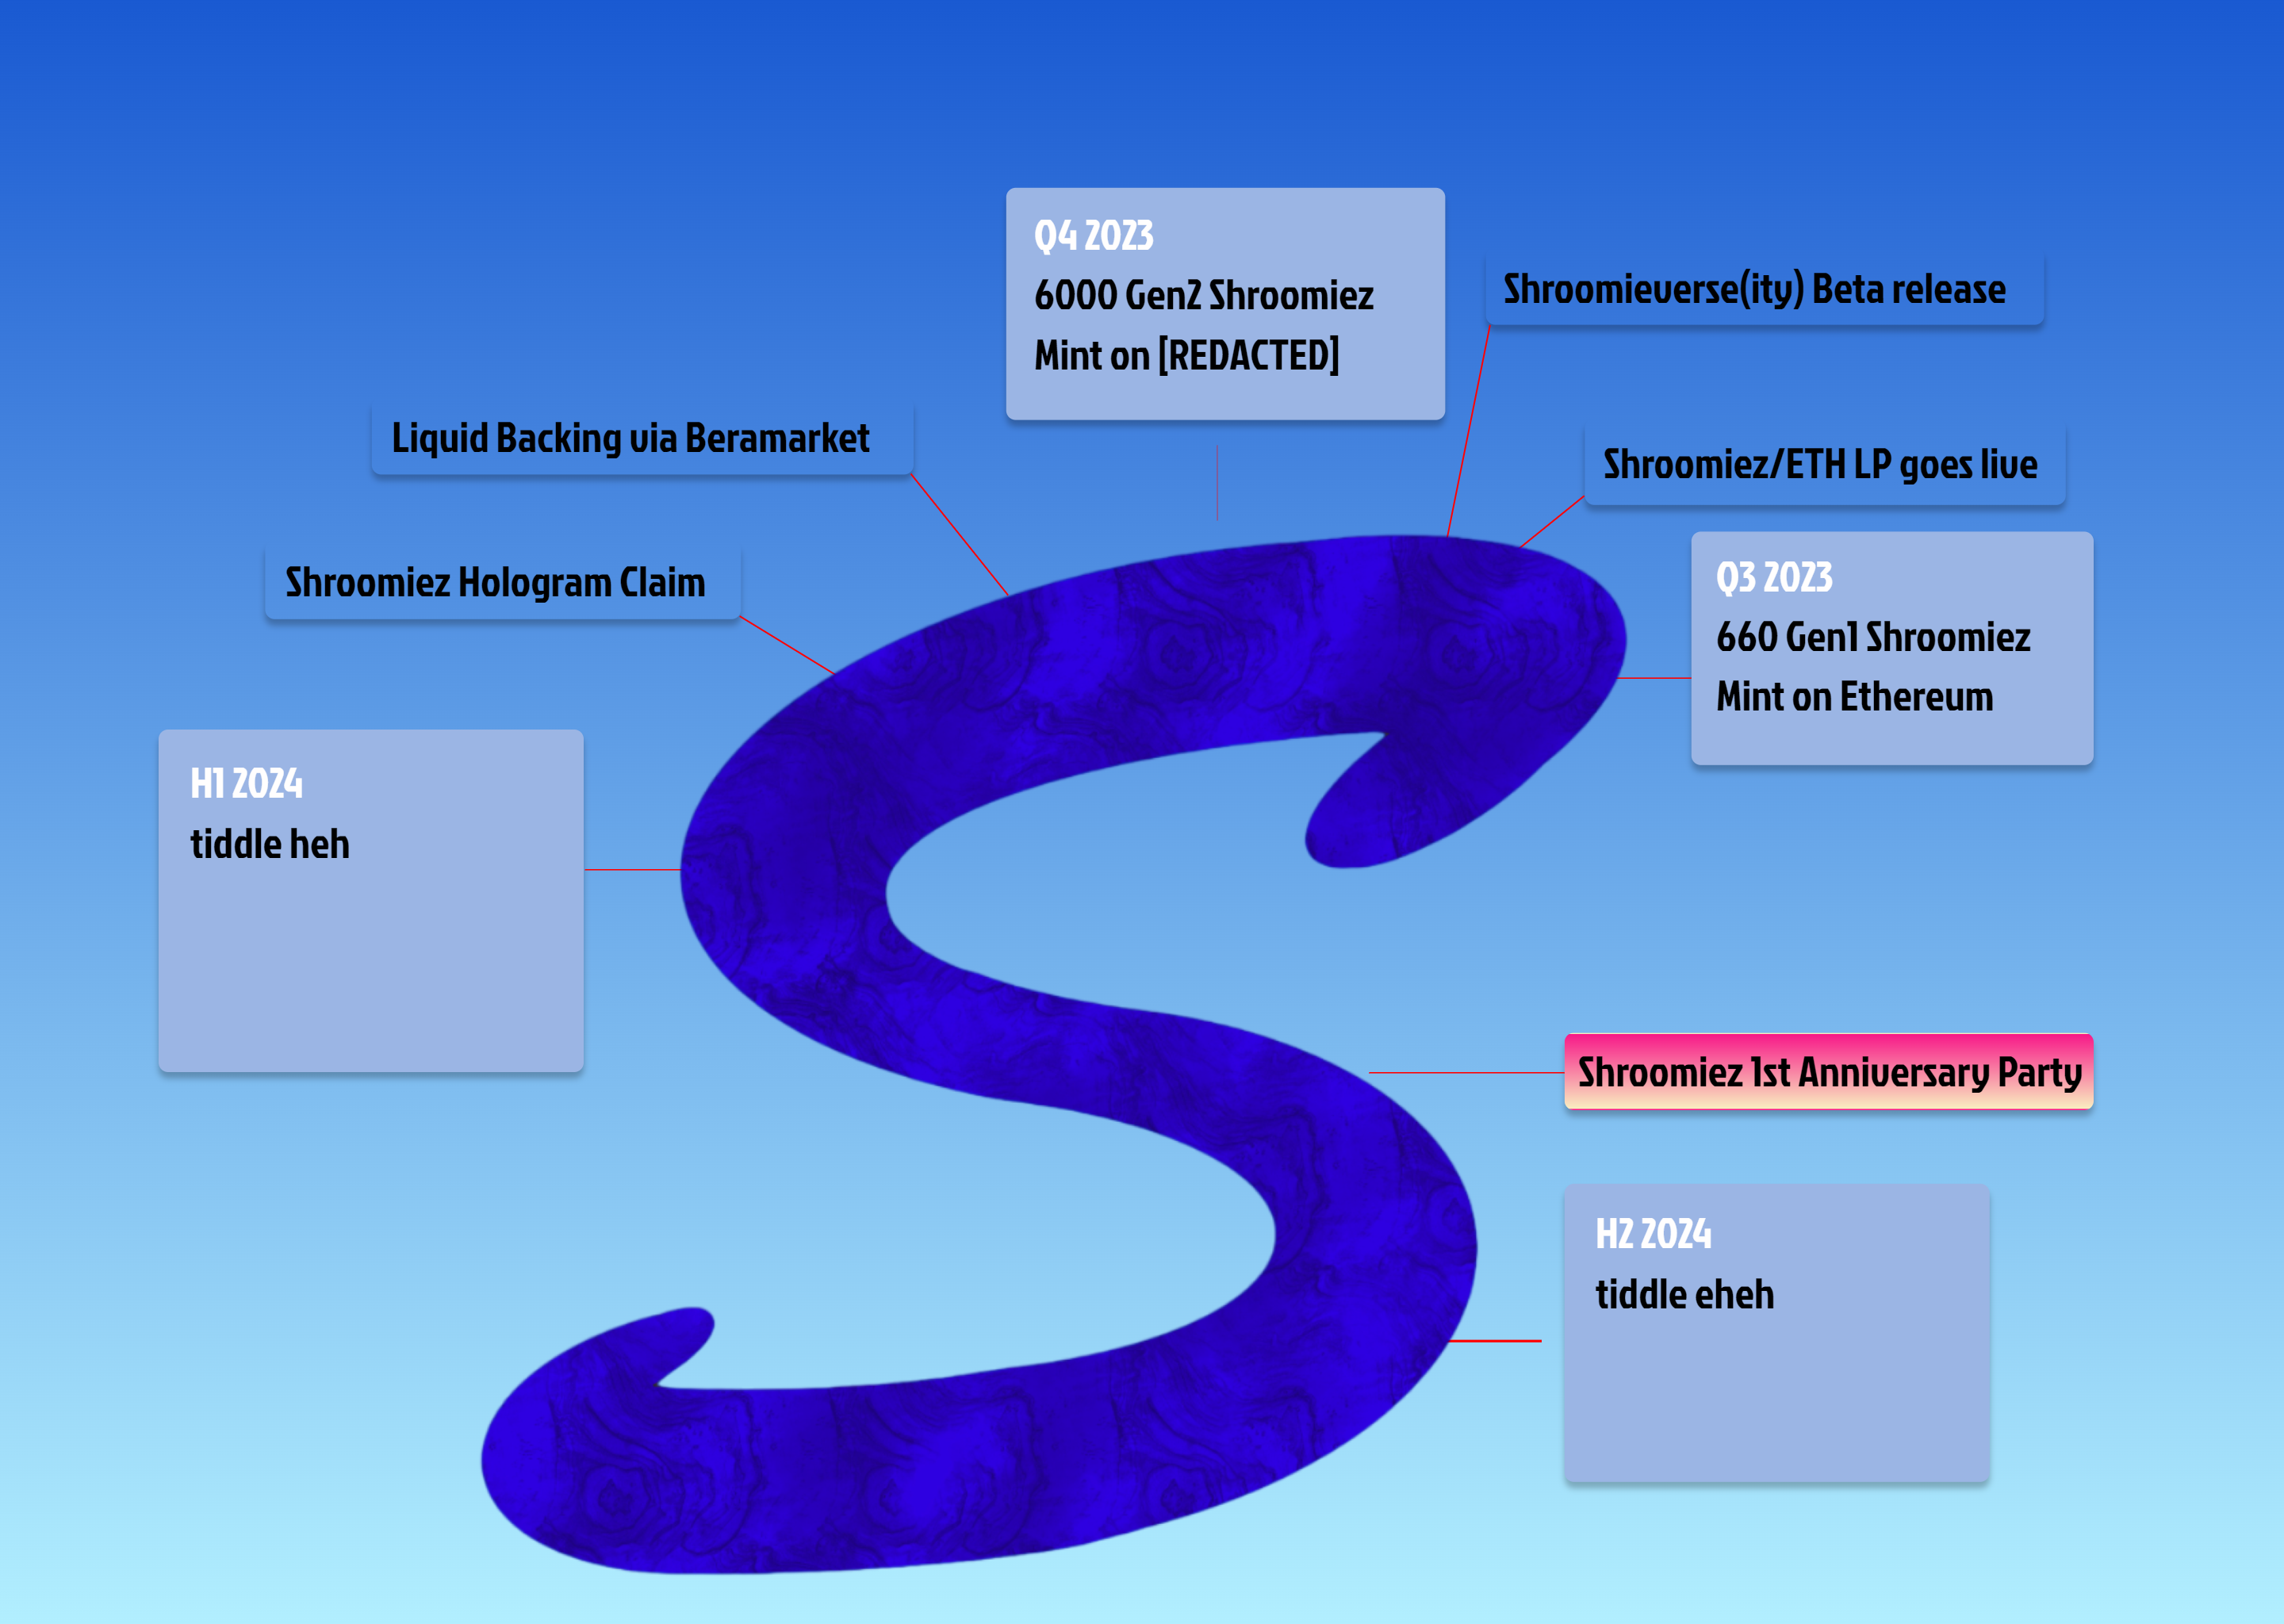 Q4 2023
6000 Gen2 Shroomiez
Mint on [REDACTED]
Shroomieverse(ity) Beta release
Liquid Backing via Beramarket
Shroomiez/ETH LP goes live
Shroomiez Hologram Claim
Q3 2023
660 Gen1 Shroomiez
Mint on Ethereum
H1 2024
tiddle heh
Shroomiez 1st Anniversary Party
H2 2024
tiddle eheh